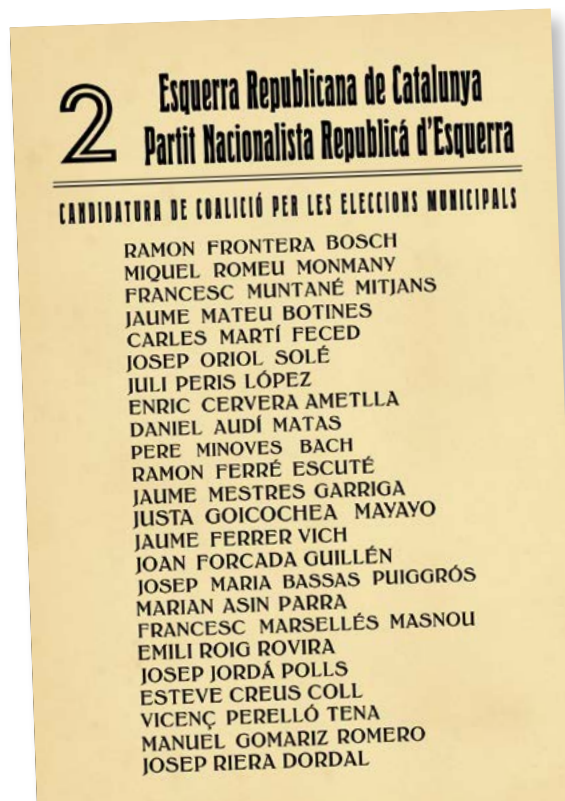 2
Esquerra Republicana de Catalunya
Partit Nacionalista Republicá d'Esquerra
CANDIDATURA DE COALICIÓ PER LES ELECCIONS MUNICIPALS
RAMON FRONTERA BOSCH
MIQUEL ROMEU MONMANY
FRANCESC MUNTANÉ MITJANS
JAUME MATEU BOTINES
CARLES MARTÍ FECED
JOSEP ORIOL SOLÉ
JULI PERIS LÓPEZ
ENRIC CERVERA AMETLLA
DANIEL AUDÍ MATAS
PERE MINOVES BACH
RAMON FERRÉ ESCUTÉ
JAUME MESTRES GARRIGA
JUSTA GOICOCHEA MAYAYO
JAUME FERRER VICH
JOAN FORCADA GUILLÉN
JOSEP MARIA BASSAS PUIGGRÓS
MARIAN ASIN PARRA
FRANCESC MARSELLÉS MASNOU
EMILI ROIG ROVIRA
JOSEP JORDÁ POLLS
ESTEVE CREUS COLL
VICENÇ PERELLÓ TENA
MANUEL GOMARIZ ROMERO
JOSEP RIERA DORDAL